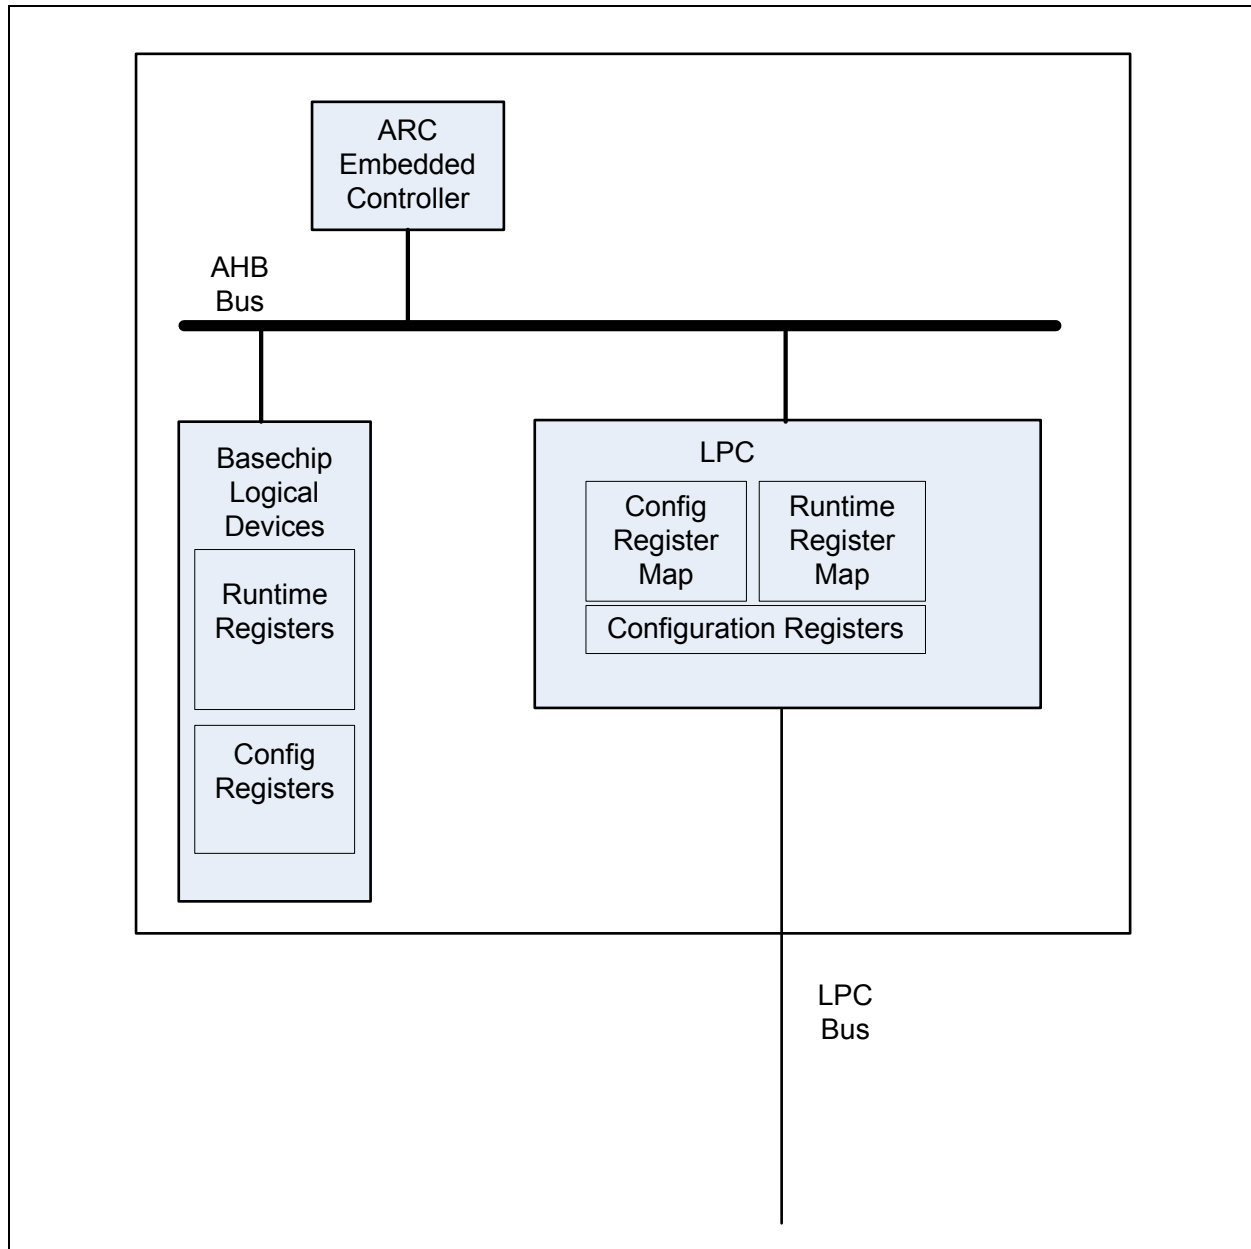 ARC
Embedded
Controller
AHB
Bus
Basechip
Logical
Devices
Runtime
Registers
Config
Registers
LPC
Config
Register
Map
Runtime
Register
Map
Configuration Registers
LPC
Bus